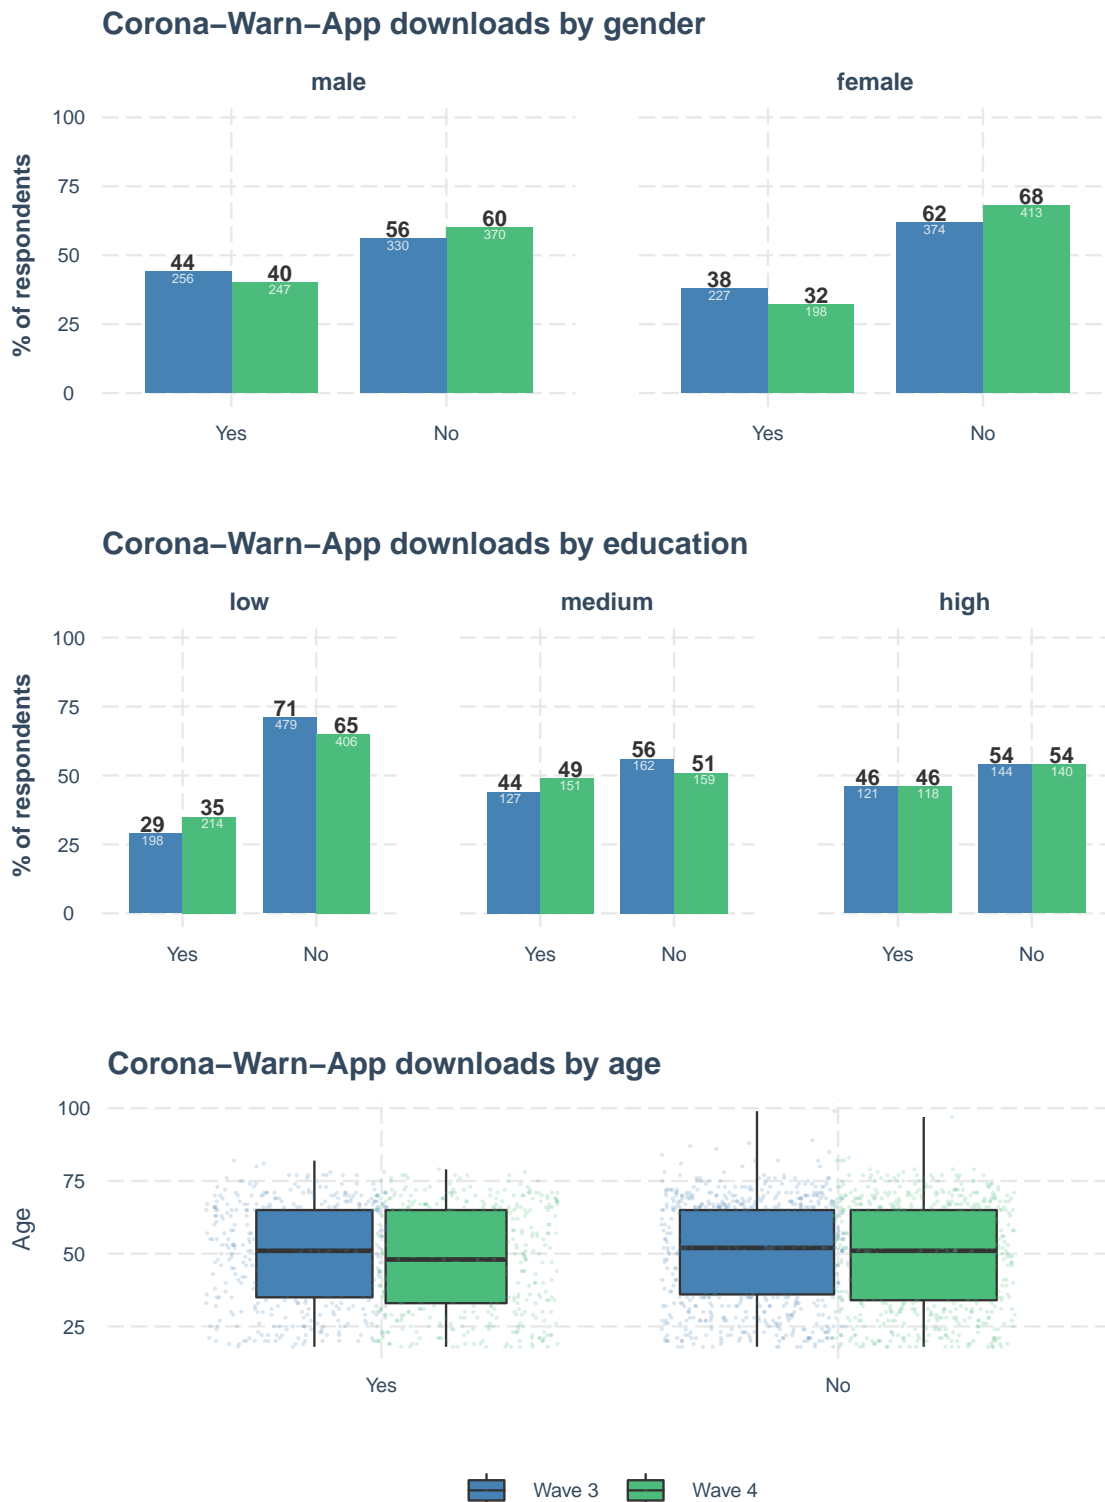 Corona−Warn−App downloads by gender
male female
% of respondents
100
75
50
25
0
44 40 56 60
256 247 330 370
38 32 62 68
227 198 374 413
Yes No Yes No
Corona−Warn−App downloads by education
low medium high
% of respondents
100
75
50
25
0
29 35 71 65
198 214 479 406
44 49 56 51
127 151 162 159
46 46 54 54
121 118 144 140
Yes No Yes No Yes No
Corona−Warn−App downloads by age
Age
100
75
50
25
Yes No
Wave 3 Wave 4